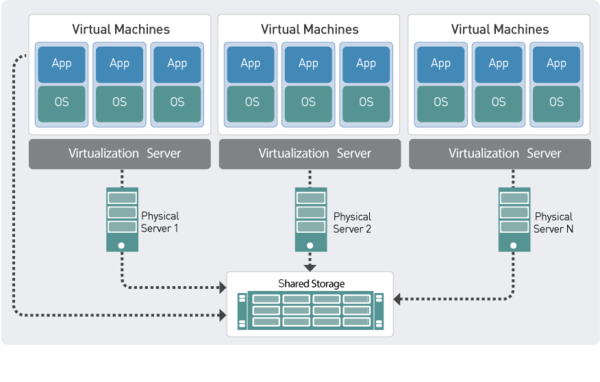 Virtual Machines
Virtual Machines
Virtual Machines
App App App
App App App
App App App
OS OS OS
OS OS OS
OS OS OS
Virtualization Server
Virtualization Server
Virtualization Server
Physical
Server 1
Physical
Server 2
Physical
Server N
Shared Storage